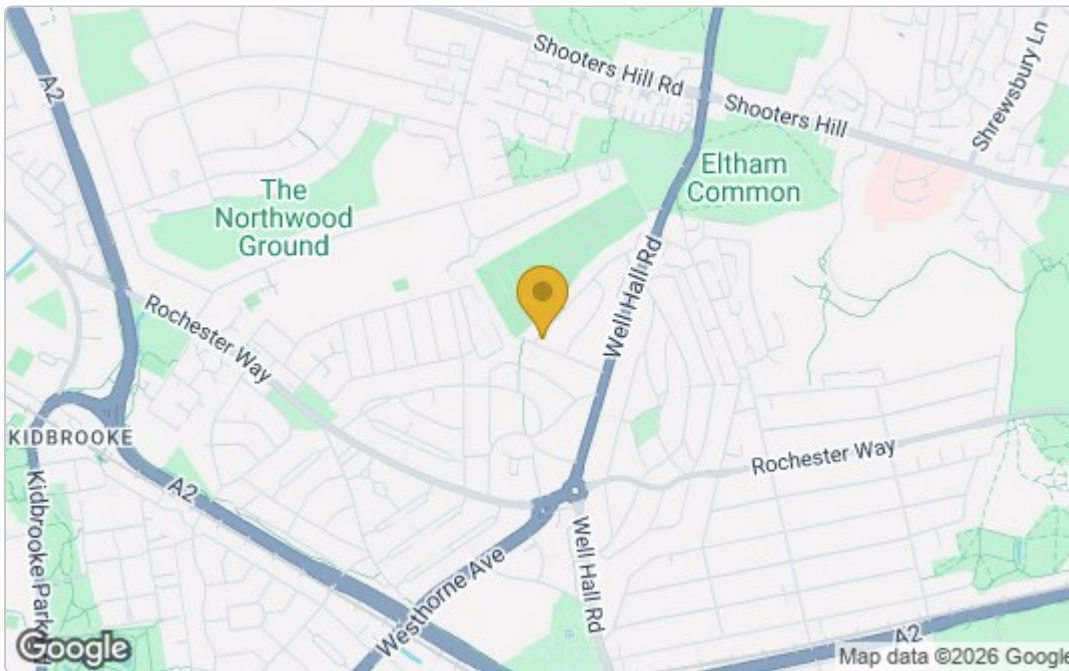 A2
Shooters Hill Rd
Shooters Hill
Shrewsbury Ln
Eltham
Common
The
Northwood
Ground
Well Hall Rd
Rochester Way
KIDBROOKE
Rochester Way
A2
Kidbrooke Park
Well Hall Rd
Westhorne Ave
A2
Google
Map data ©2026 Google